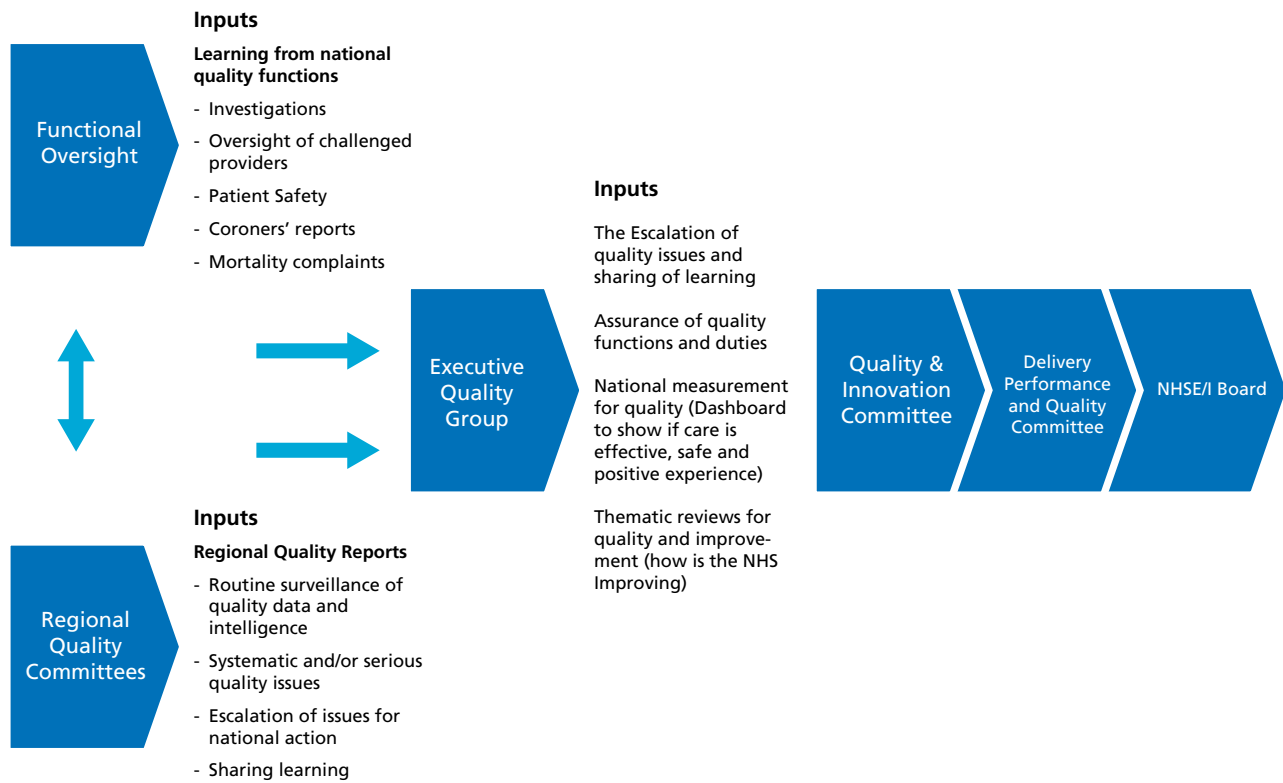 Functional
Oversight
Inputs
Learning from national
quality functions
- Investigations
- Oversight of challenged
providers
- Patient Safety
- Coroners’ reports
- Mortality complaints
Regional
Quality
Committees
Inputs
Regional Quality Reports
- Routine surveillance of
quality data and
intelligence
- Systematic and/or serious
quality issues
- Escalation of issues for
national action
- Sharing learning
Executive
Quality
Group
Inputs
The Escalation of
quality issues and
sharing of learning
Assurance of quality
functions and duties
National measurement
for quality (Dashboard
to show if care is
effective, safe and
positive experience)
Thematic reviews for
quality and improve-
ment (how is the NHS
Improving)
Quality &
Innovation
Committee
Delivery
Performance
and Quality
Committee
NHSE/I Board